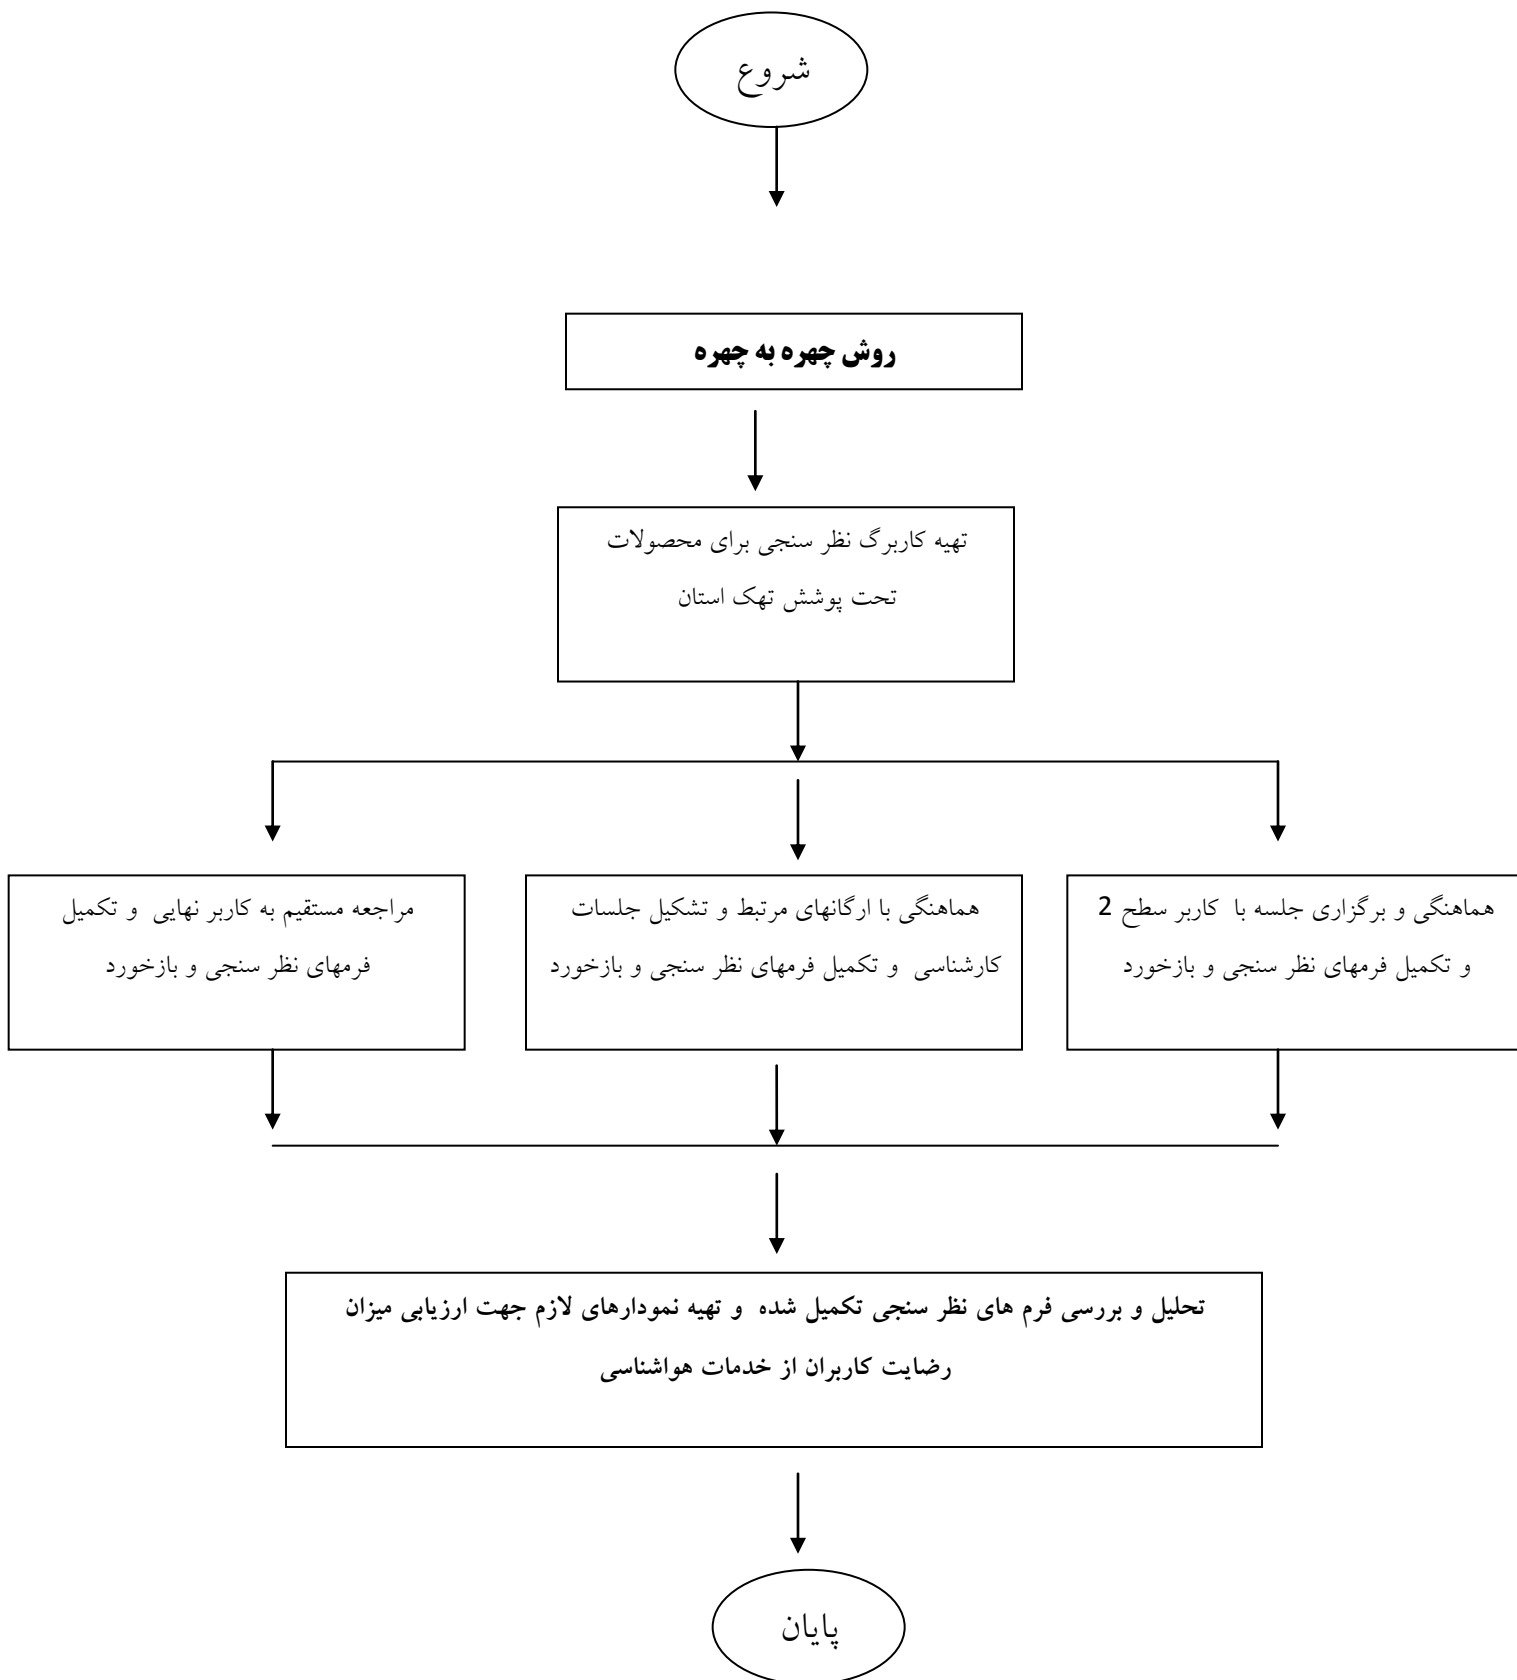 شروع
روش چهره به چهره
تهیه کاربرگ نظر سنجی برای محصولات
تحت پوشش تهک استان
هماهنگی و برگزاری جلسه با کاربر سطح 2
و تکمیل فرمهای نظر سنجی و بازخورد
هماهنگی با ارگانهای مرتبط و تشکیل جلسات
کارشناسی و تکمیل فرمهای نظر سنجی و بازخورد
مراجعه مستقیم به کاربر نهایی و تکمیل
فرمهای نظر سنجی و بازخورد
تحلیل و بررسی فرم های نظر سنجی تکمیل شده و تهیه نمودارهای لازم جهت ارزیابی میزان
رضایت کاربران از خدمات هواشناسی
پایان